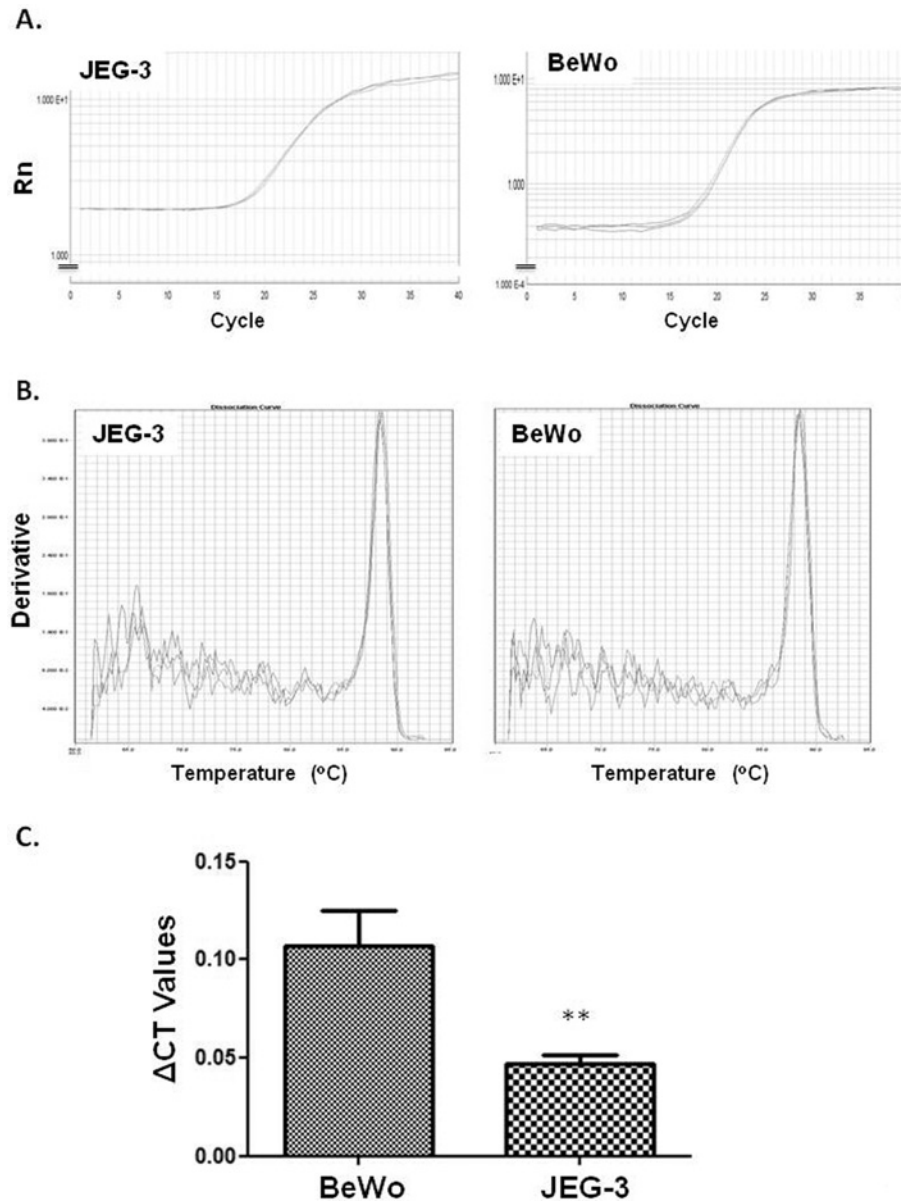 A.
JEG-3
BeWo
1.000 E+1
1.000 E+1
Rn
1.000
1.000
1.000 E-4
0 5 10 15 20 25 30 35 40
0 5 10 15 20 25 30 35
Cycle
Cycle
B.
Dissociation Curve
Dissociation Curve
JEG-3
BeWo
Derivative
Temperature (°C)
Temperature (°C)
C.
0.15
0.10
0.05
0.00
ΔCT Values
**
BeWo
JEG-3